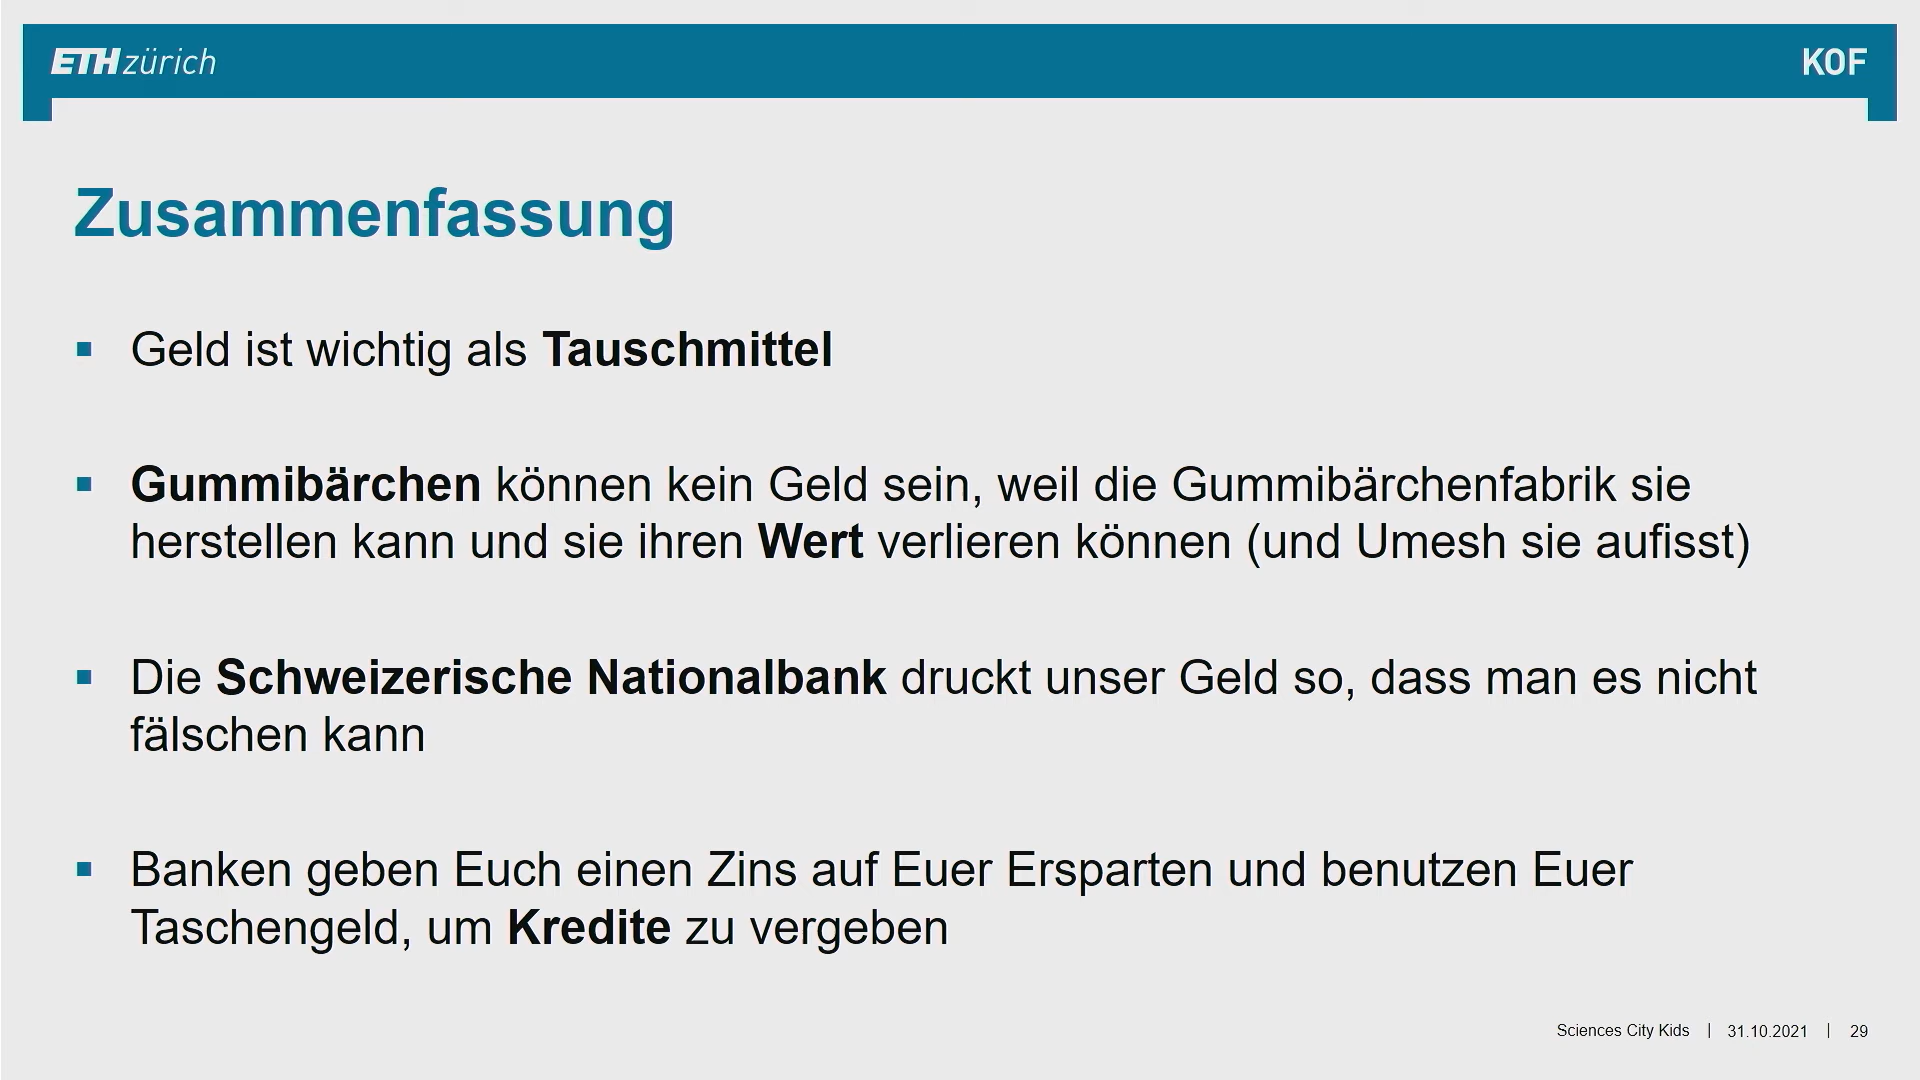 ETH zürich
KOF
Zusammenfassung
▪ Geld ist wichtig als Tauschmittel
▪ Gummibärchen können kein Geld sein, weil die Gummibärchenfabrik sie
herstellen kann und sie ihren Wert verlieren können (und Umesh sie aufisst)
▪ Die Schweizerische Nationalbank druckt unser Geld so, dass man es nicht
fälschen kann
▪ Banken geben Euch einen Zins auf Euer Ersparten und benutzen Euer
Taschengeld, um Kredite zu vergeben
Sciences City Kids | 31.10.2021 | 29